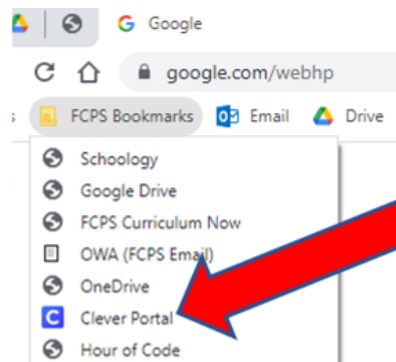 Google
google.com/webhp
FCPS Bookmarks Email Drive
Schoology
Google Drive
FCPS Curriculum Now
OWA (FCPS Email)
OneDrive
C Clever Portal
Hour of Code